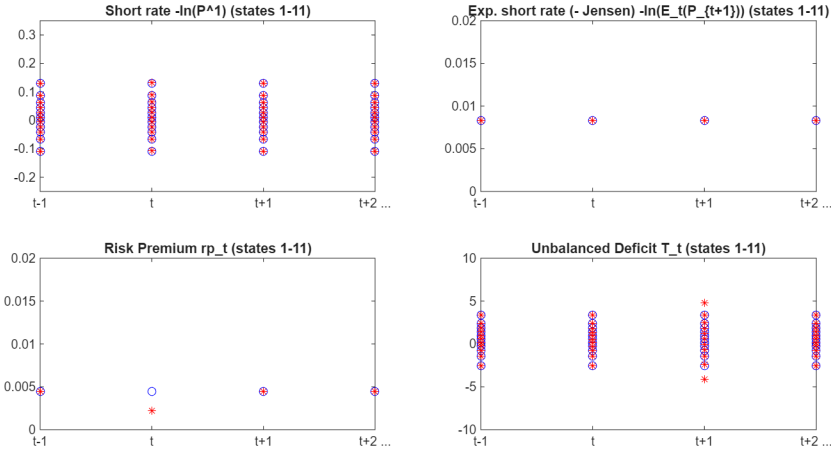 Short rate -ln(P^1) (states 1-11)
0.3
0.2
0.1
0
-0.1
-0.2
t-1 t t+1 t+2 ...
Exp. short rate (- Jensen) -ln(E_t(P_{t+1})) (states 1-11)
0.02
0.015
0.01
0.005
0
t-1 t t+1 t+2 ...
Risk Premium rp_t (states 1-11)
0.02
0.015
0.01
0.005
0
t-1 t t+1 t+2 ...
Unbalanced Deficit T_t (states 1-11)
10
5
0
-5
-10
t-1 t t+1 t+2 ...